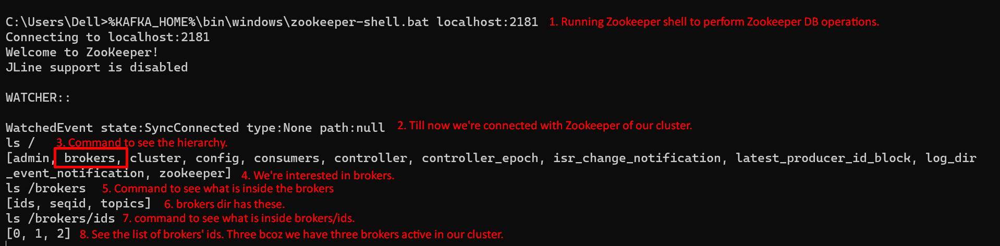 C:\Users\Dell>%KAFKA_HOME%\bin\windows\zookeeper-shell.bat localhost:2181 1. Running Zookeeper shell to perform Zookeeper DB operations.
Connecting to localhost:2181
Welcome to ZooKeeper!
JLine support is disabled
WATCHER::
WatchedEvent state:SyncConnected type:None path:null 2. Till now we're connected with Zookeeper of our cluster.
ls / 3. Command to see the hierarchy.
[admin, brokers, cluster, config, consumers, controller, controller_epoch, isr_change_notification, latest_producer_id_block, log_dir
_event_notification, zookeeper] 4. We're interested in brokers.
ls /brokers 5. Command to see what is inside the brokers
[ids, seqid, topics] 6. brokers dir has these.
ls /brokers/ids 7. command to see what is inside brokers/ids.
[0, 1, 2] 8. See the list of brokers' ids. Three bcoz we have three brokers active in our cluster.